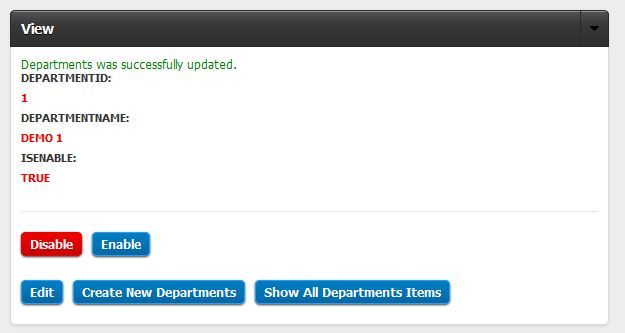 View
Departments was successfully updated.
DEPARTMENTID:
1
DEPARTMENTNAME:
DEMO 1
ISENABLE:
TRUE
Disable Enable
Edit Create New Departments Show All Departments Items